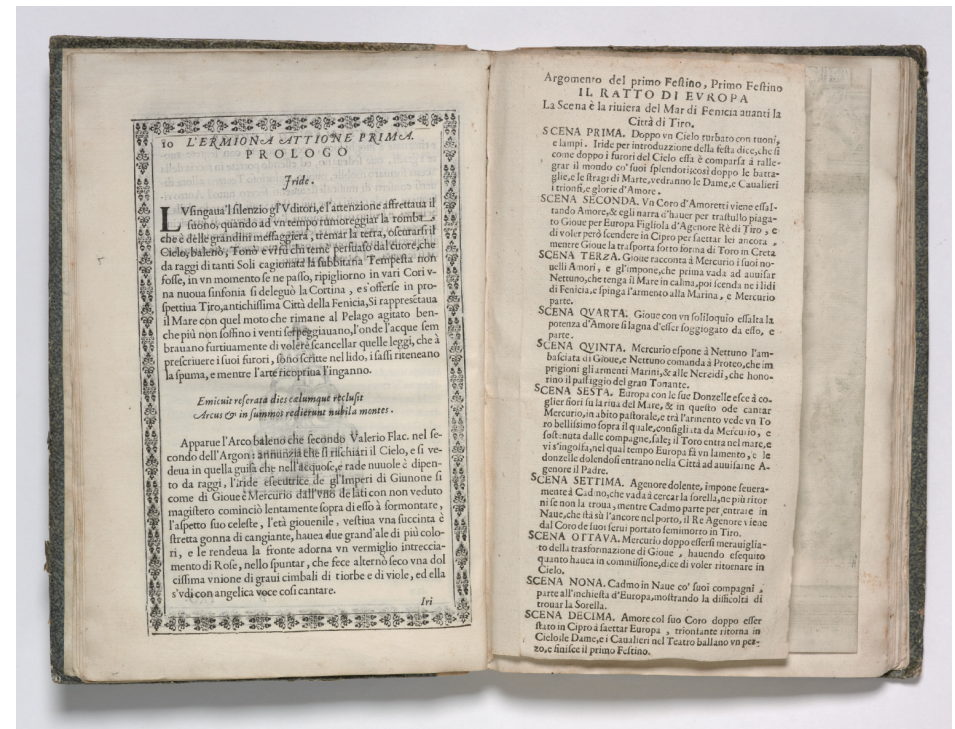 10 L'ERMIONA ATTIONE PRIMA.
PROLOGO
Iride.
LVsingaua'l silenzio gl'Vditori, e l'attenzione affrettaua il
suono, quando ad vn tempo rumoreggiar la romba
che è delle grandini messaggiera, tremar la terra, oscurarsi il
Cielo, balenò, Tonò e vi fù chi temè persuaso dal cuore, che
da raggi di tanti Soli cagionata la subbitana Tempesta non
fosse, in vn momento se ne passò, ripigliorno in vari Cori v-
na nuoua sinfonia si deleguò la Cortina, e s'offerse in pro-
spettiua Tiro, antichissima Città della Fenicia, Si rappresetaua
il Mare con quel moto che rimane al Pelago agitato ben-
che più non soffino i venti serpeggiauano, l'onde l'acque sem
brauano furtiuamente di volere scancellar quelle leggi, che à
prescriuere i suoi furori, sono scritte nel lido, i sassi riteneano
la spuma, e mentre l'arte ricopriua l'inganno.
Emicuit reserata dies cælumque reclusit
Arcus & in summos redierunt nubila montes.
Apparue l'Arco baleno che secondo Valerio Flac. nel se-
condo dell'Argon: annunzia che si rischiari il Cielo, e si ve-
deua in quella guisa che nell'acquose, e rade nuuole è dipen-
to da raggi, l'iride esecutrice de gl'Imperi di Giunone si
come di Gioue è Mercurio dall'vno de lati con non veduto
magistero cominciò lentamente sopra di esso à sormontare,
l'aspetto suo celeste, l'età giouenile, vestiua vna succinta è
stretta gonna di cangiante, hauea due grand'ale di più colo-
ri, e le rendeua la fronte adorna vn vermiglio intreccia-
mento di Rose, nello spuntar, che fece alternò seco vna dol
cissima vnione di graui cimbali di tiorbe e di viole, ed ella
s'vdì con angelica voce così cantare.
Iri
Argomento del primo Festino, Primo Festino
IL RATTO DI EVROPA
La Scena è la riuiera del Mar di Fenicia auanti la
Città di Tiro.
SCENA PRIMA. Doppo vn Cielo turbato con tuoni,
e lampi. Iride per introduzzione della festa dice, che sì
come doppo i furori del Cielo essa è comparsa à ralle-
grar il mondo co' suoi splendori; così doppo le batta-
glie, e le stragi di Marte, vedranno le Dame, e Caualieri
i trionfi, e glorie d'Amore.
SCENA SECONDA. Vn Coro d'Amoretti viene essal-
tando Amore, & egli narra d'hauer per trastullo piaga-
to Gioue per Europa Figliola d'Agenore Rè di Tiro, e
di voler però scendere in Cipro per saettar lei ancora,
mentre Gioue la trasporta sotto forma di Toro in Creta
SCENA TERZA. Gioue racconta à Mercurio i suoi no-
nelli Amori, e gl'impone, che prima vada ad auuisar
Nettuno, che tenga il Mare in calma, poi scenda ne i lidi
di Fenicia, e spinga l'armento alla Marina, e Mercurio
parte.
SCENA QVARTA. Gioue con vn soliloquio essalta la
potenza d'Amore si lagna d'esser soggiogato da esso, e
parte.
SCENA QVINTA. Mercurio espone à Nettuno l'am-
basciata di Gioue, e Nettuno comanda à Proteo, che im
prigioni gli armenti Marini, & alle Nereidi, che hono-
rino il passaggio del gran Tonante.
SCENA SESTA. Europa con le sue Donzelle esce à co-
glier fiori su la riua del Mare, & in questo ode cantar
Mercurio, in abito pastorale, e trà l'armento vede vn To
ro bellissimo sopra il quale, consigliata da Mercurio, e
sostenuta dalle compagne, sale; il Toro entra nel mare, e
vi s'ingolfa, nel qual tempo Europa fà vn lamento, e le
donzelle dolendosi entrano nella Città ad auuisarne A-
genore il Padre.
SCENA SETTIMA. Agenore dolente, impone seuera-
mente à Cadmo, che vada à cercar la sorella, ne più ritor
ni se non la troua, mentre Cadmo parte per entrare in
Naue, che stà sù l'ancore nel porto, il Re Agenore viene
dal Coro de suoi serui portato semimorto in Tiro.
SCENA OTTAVA. Mercurio doppo essersi merauiglia-
to della trasformazione di Gioue, hauendo esequito
quanto hauea in commissione, dice di voler ritornare in
Cielo.
SCENA NONA. Cadmo in Naue co' suoi compagni,
parte all'inchiesta d'Europa, mostrando la difficoltà di
trouar la Sorella.
SCENA DECIMA. Amore col suo Coro doppo esser
stato in Cipro à saettar Europa, trionfante ritorna in
Cielo; le Dame, e i Caualieri nel Teatro ballano vn pez-
zo, e finisce il primo Festino.